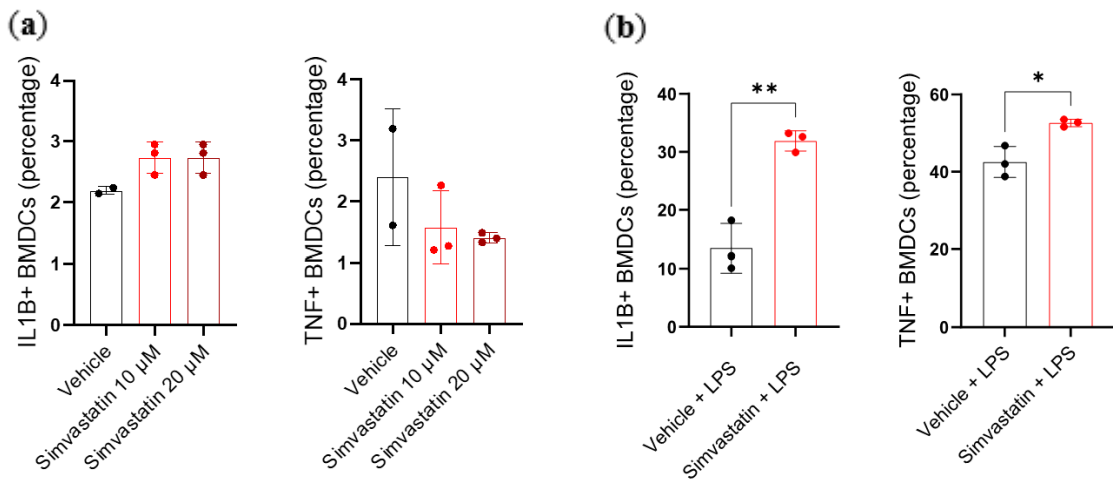 (a)
IL1B+ BMDCs (percentage)
4
3
2
1
0
Vehicle
Simvastatin 10 µM
Simvastatin 20 µM
TNF+ BMDCs (percentage)
4
3
2
1
0
Vehicle
Simvastatin 10 µM
Simvastatin 20 µM
(b)
IL1B+ BMDCs (percentage)
40
30
20
10
0
**
Vehicle + LPS
Simvastatin + LPS
TNF+ BMDCs (percentage)
60
40
20
0
*
Vehicle + LPS
Simvastatin + LPS